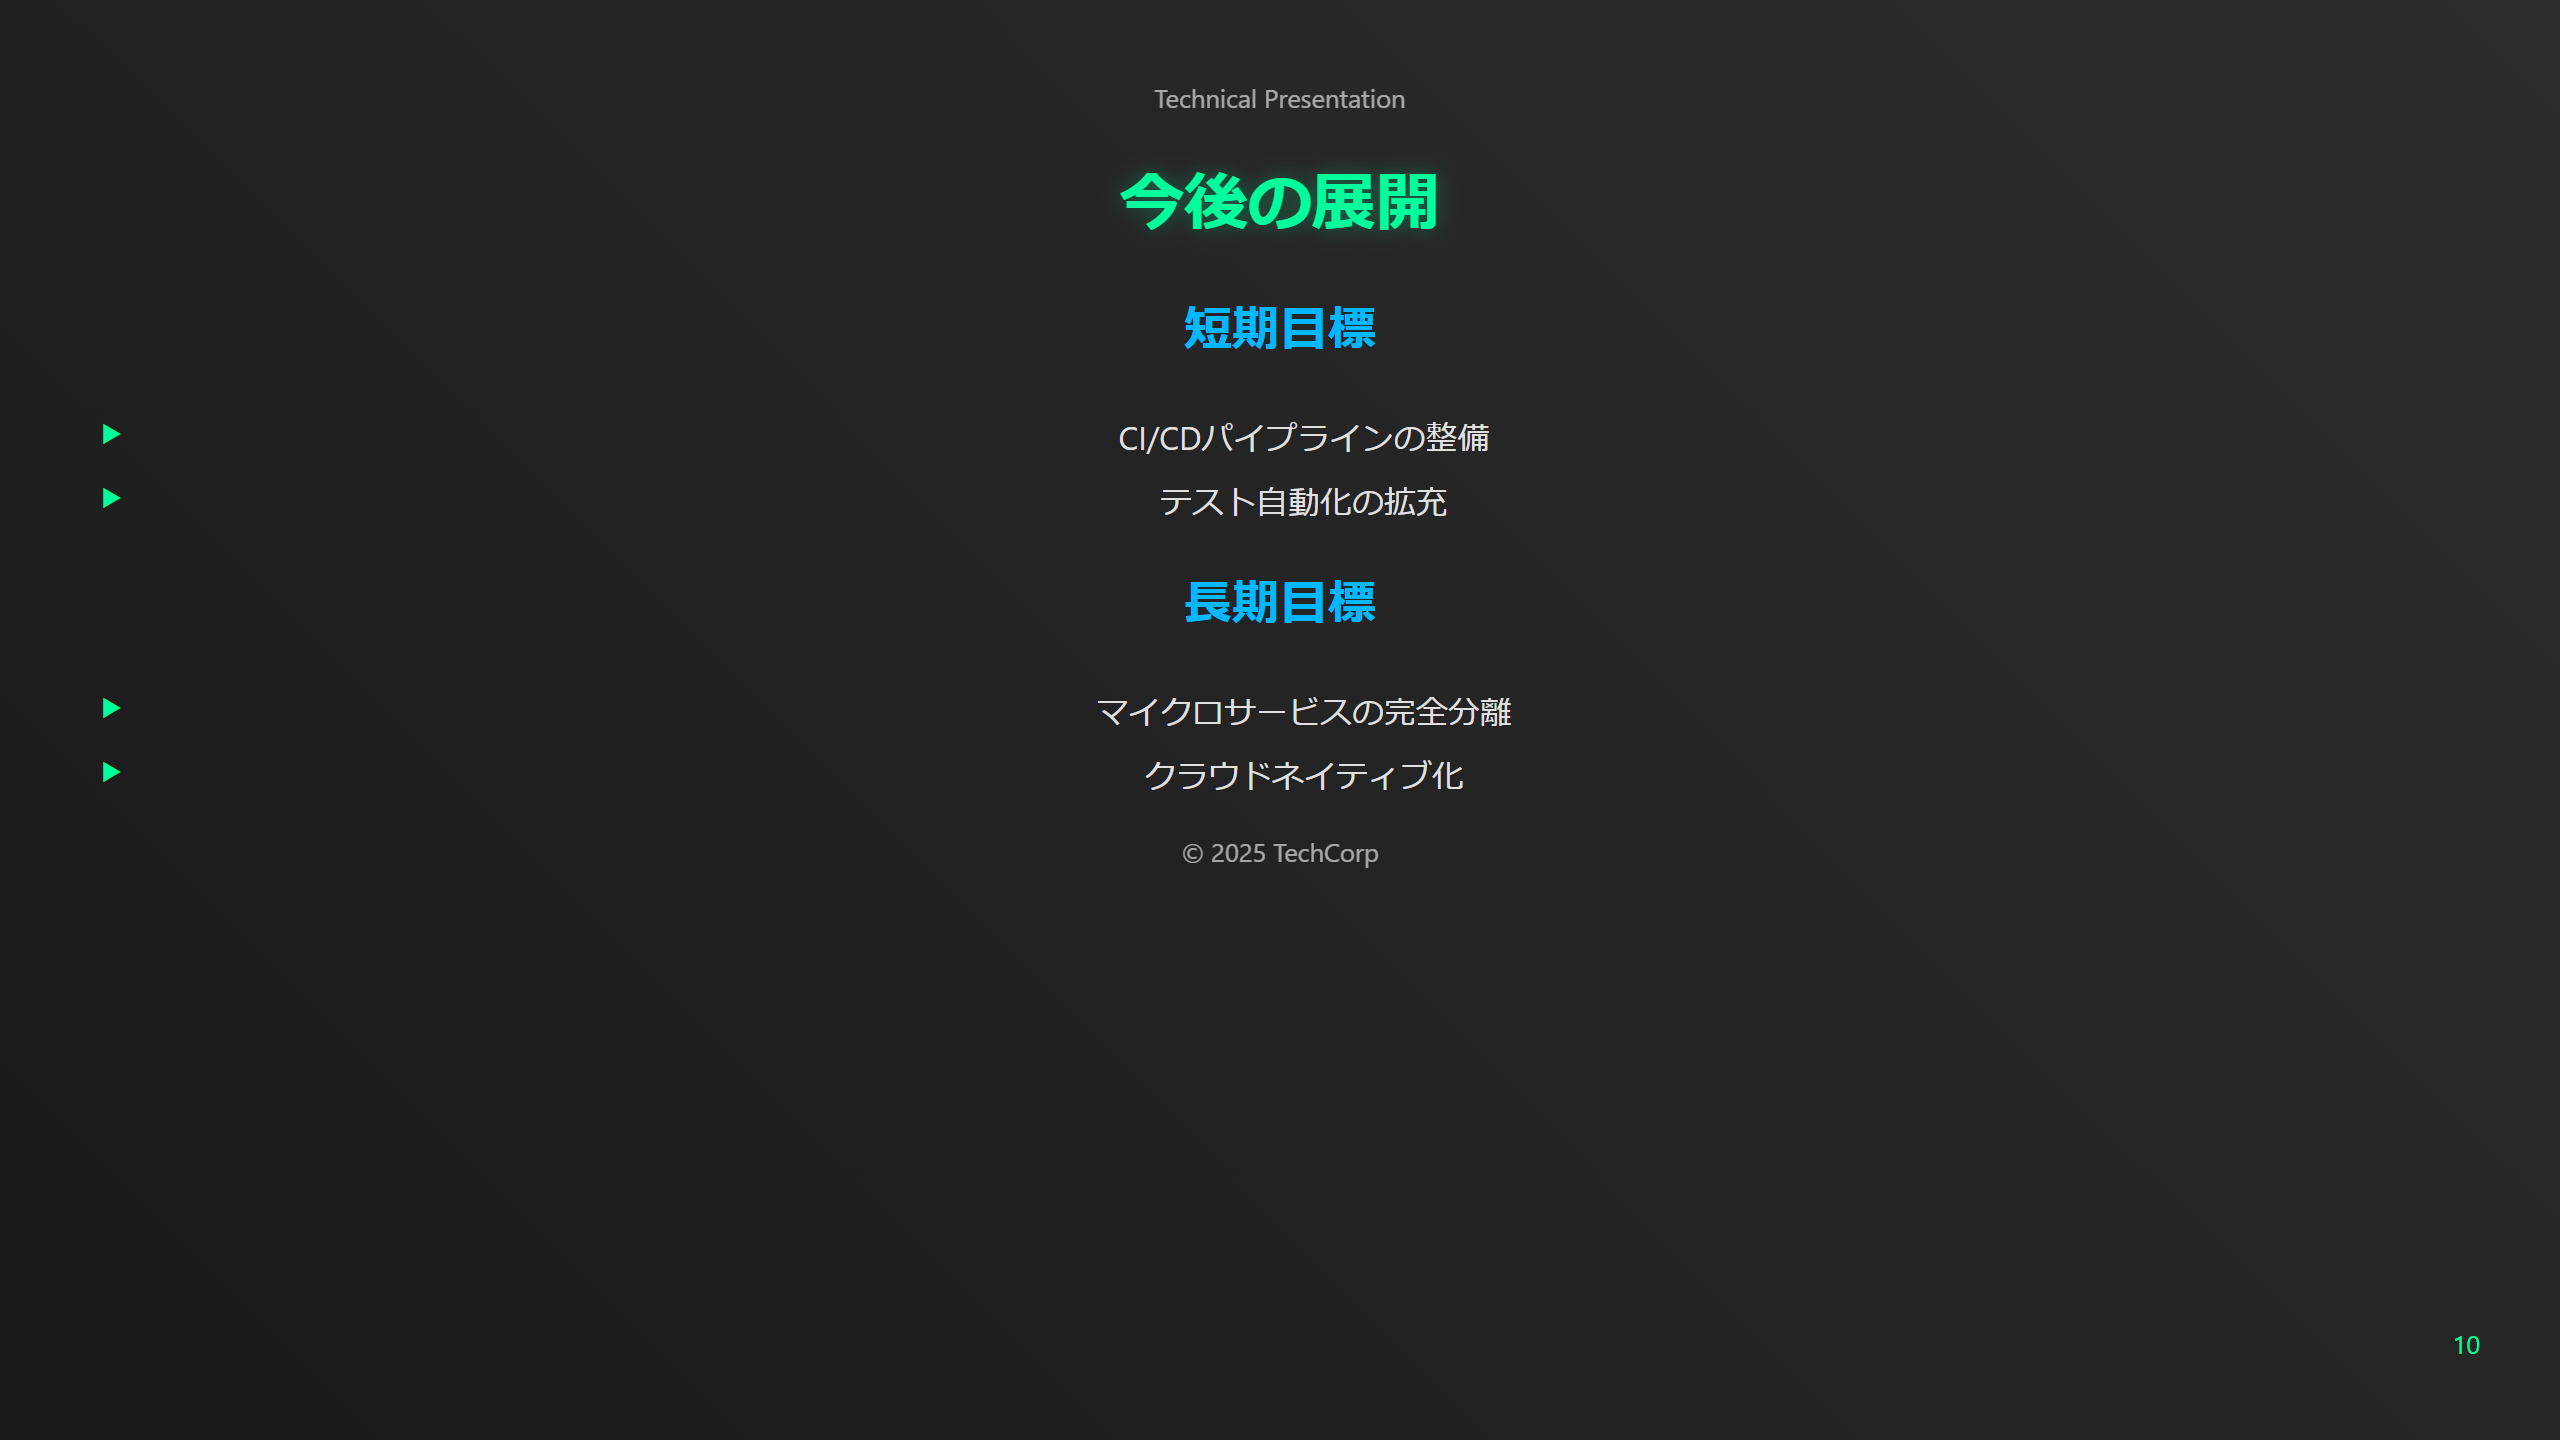 Technical Presentation
今後の展開
短期目標
▶ CI/CDパイプラインの整備
▶ テスト自動化の拡充
長期目標
▶ マイクロサービスの完全分離
▶ クラウドネイティブ化
© 2025 TechCorp
10